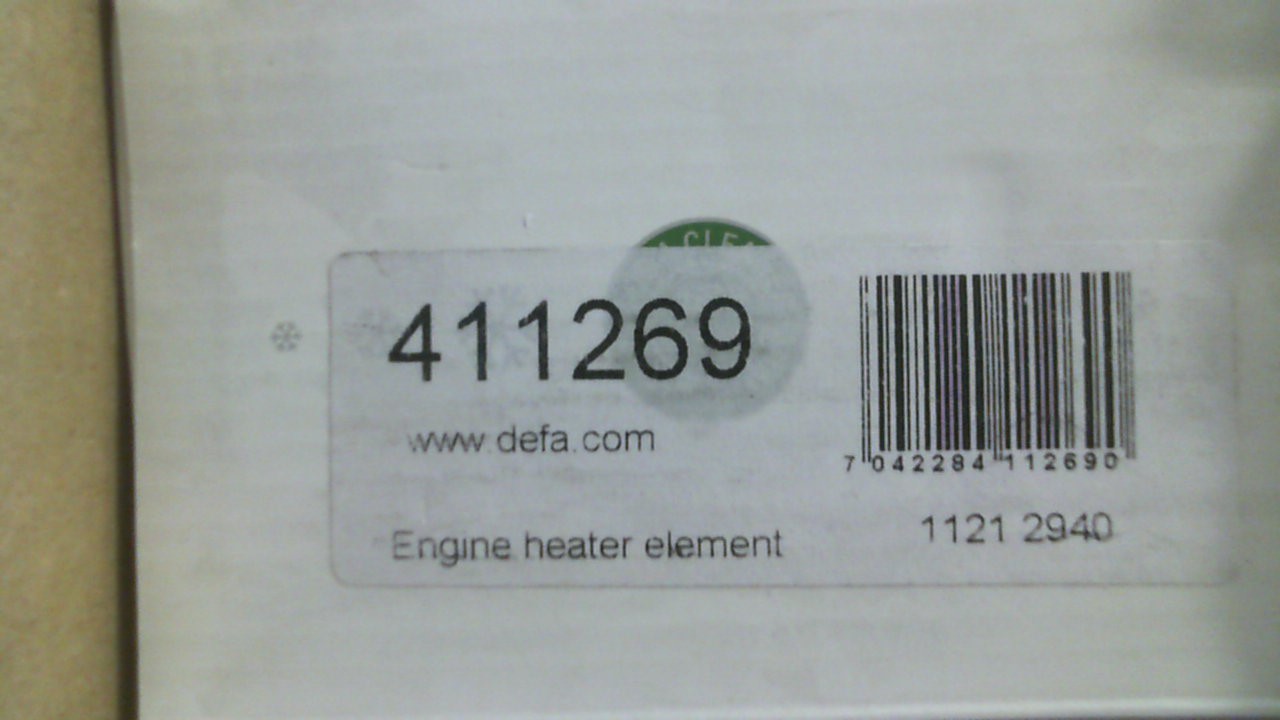 411269
www.defa.com
7 042284 112690
Engine heater element
1121 2940